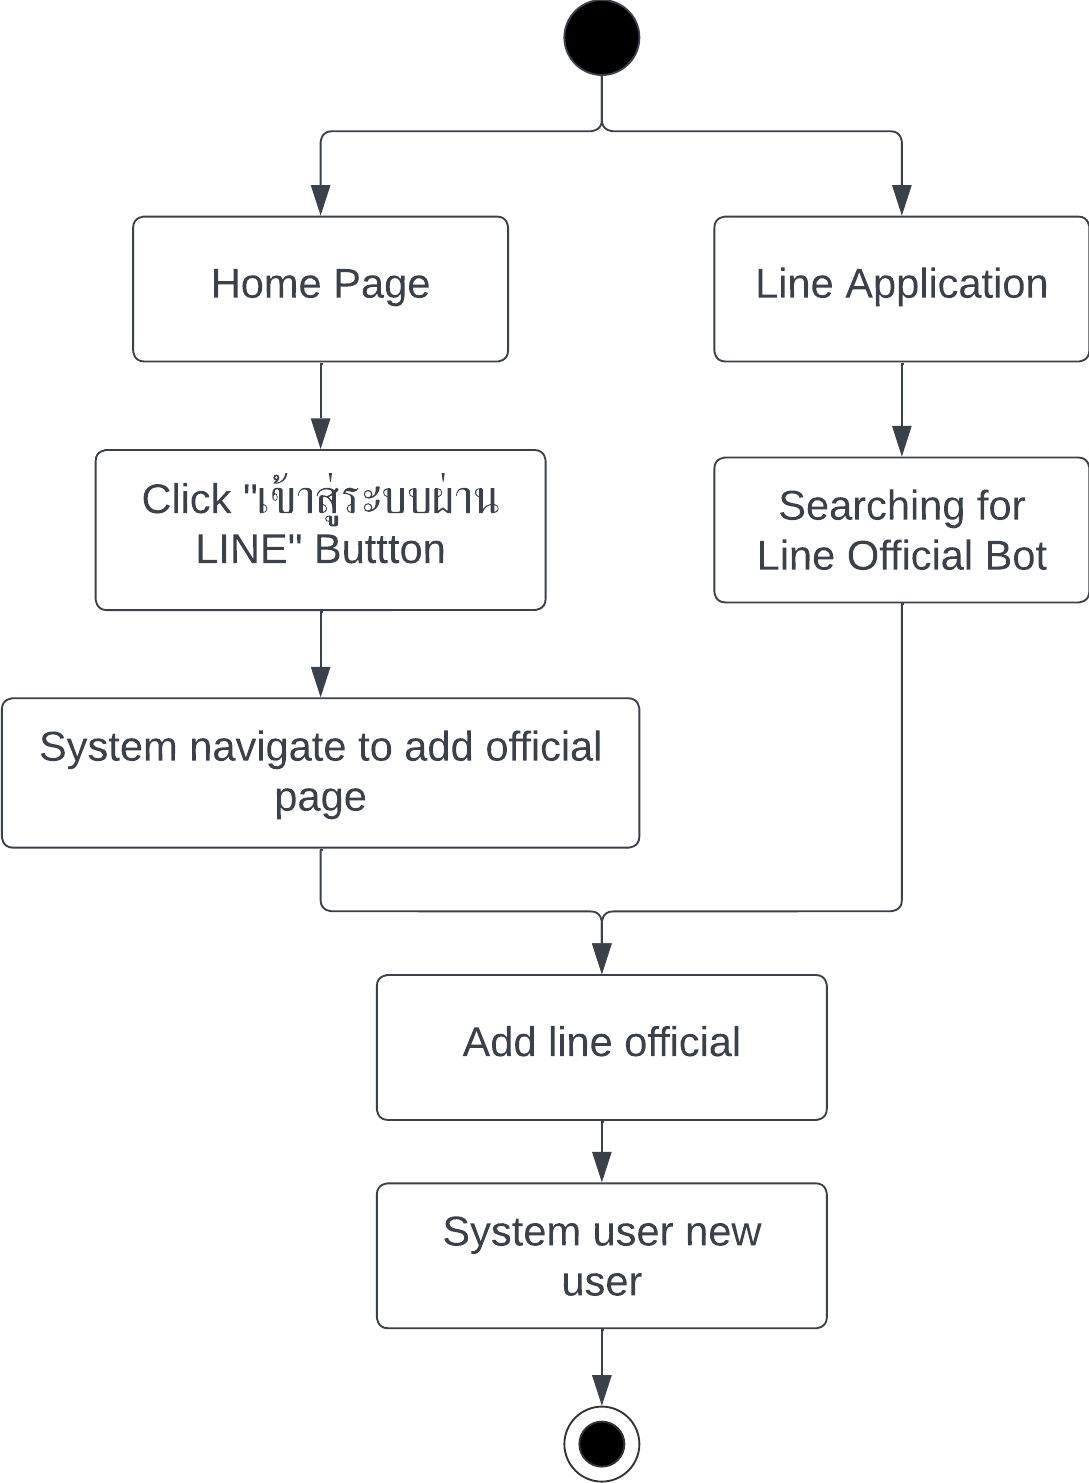 Home Page
Line Application
Click "เข้าสู่ระบบผ่าน
LINE" Buttton
Searching for
Line Official Bot
System navigate to add official
page
Add line official
System user new
user